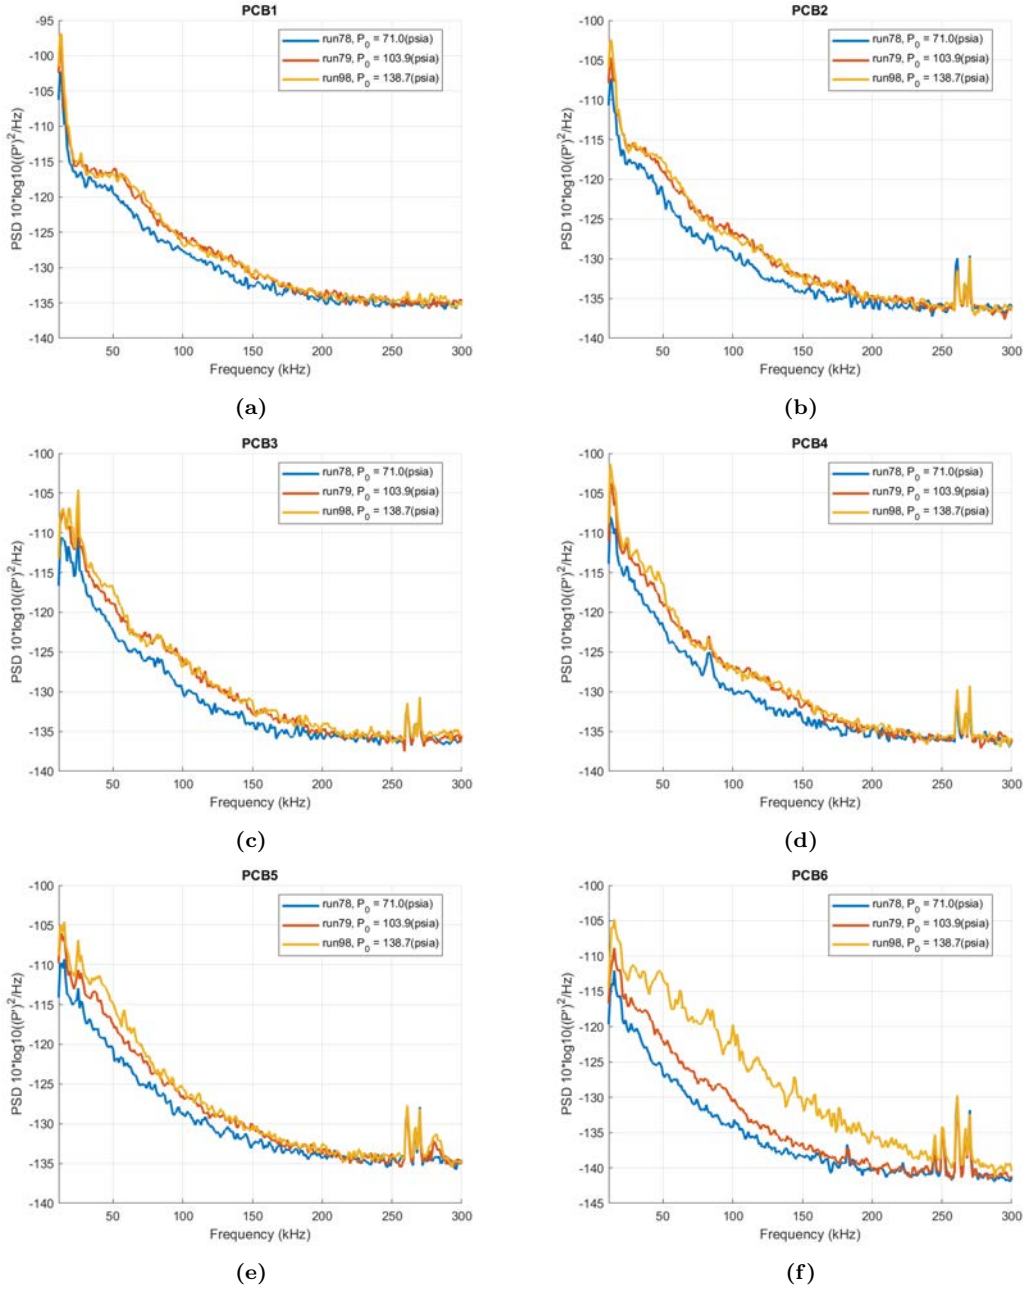 PCB1
PSD 10*log10((P')²/Hz)
-95
-100
-105
-110
-115
-120
-125
-130
-135
-140
run78, P₀ = 71.0(psia)
run79, P₀ = 103.9(psia)
run98, P₀ = 138.7(psia)
50 100 150 200 250 300
Frequency (kHz)
(a)
PCB2
PSD 10*log10((P')²/Hz)
-100
-105
-110
-115
-120
-125
-130
-135
-140
run78, P₀ = 71.0(psia)
run79, P₀ = 103.9(psia)
run98, P₀ = 138.7(psia)
50 100 150 200 250 300
Frequency (kHz)
(b)
PCB3
PSD 10*log10((P')²/Hz)
-100
-105
-110
-115
-120
-125
-130
-135
-140
run78, P₀ = 71.0(psia)
run79, P₀ = 103.9(psia)
run98, P₀ = 138.7(psia)
50 100 150 200 250 300
Frequency (kHz)
(c)
PCB4
PSD 10*log10((P')²/Hz)
-100
-105
-110
-115
-120
-125
-130
-135
-140
run78, P₀ = 71.0(psia)
run79, P₀ = 103.9(psia)
run98, P₀ = 138.7(psia)
50 100 150 200 250 300
Frequency (kHz)
(d)
PCB5
PSD 10*log10((P')²/Hz)
-100
-105
-110
-115
-120
-125
-130
-135
-140
run78, P₀ = 71.0(psia)
run79, P₀ = 103.9(psia)
run98, P₀ = 138.7(psia)
50 100 150 200 250 300
Frequency (kHz)
(e)
PCB6
PSD 10*log10((P')²/Hz)
-100
-105
-110
-115
-120
-125
-130
-135
-140
-145
run78, P₀ = 71.0(psia)
run79, P₀ = 103.9(psia)
run98, P₀ = 138.7(psia)
50 100 150 200 250 300
Frequency (kHz)
(f)